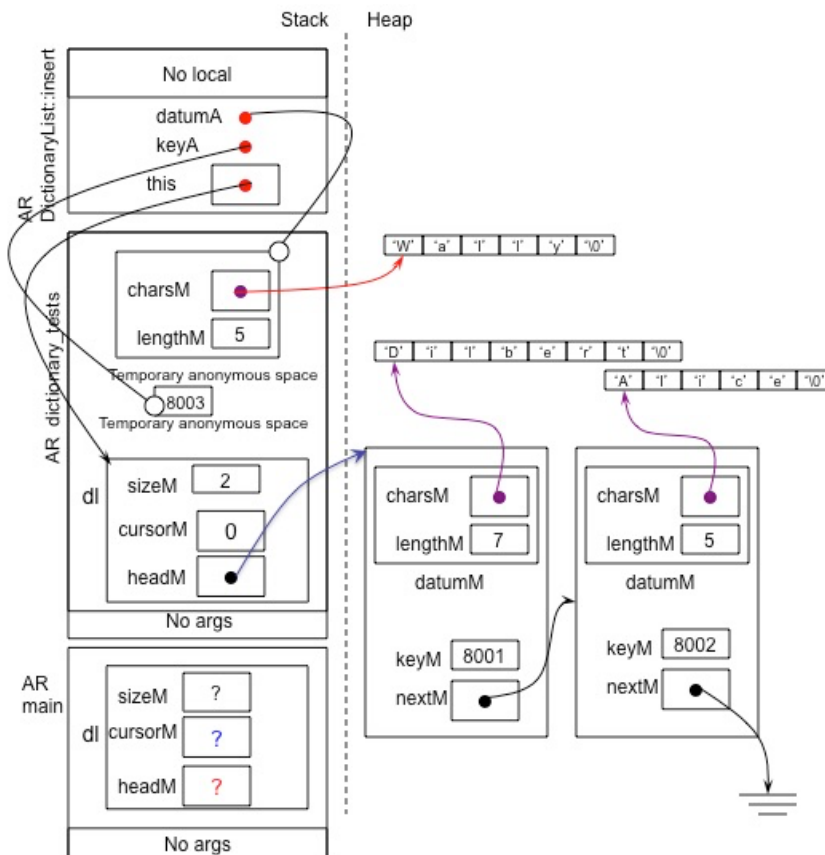 Stack
Heap
AR
DictionaryList::insert
No local
datumA
keyA
this
AR dictionary_tests
charsM
lengthM
5
Temporary anonymous space
8003
Temporary anonymous space
dl
sizeM
2
cursorM
0
headM
No args
AR
main
dl
sizeM
?
cursorM
?
headM
?
No args
'W' 'a' 'l' 'l' 'y' '\0'
'D' 'i' 'l' 'b' 'e' 'r' 't' '\0'
'A' 'l' 'i' 'c' 'e' '\0'
charsM
lengthM
7
datumM
keyM
8001
nextM
charsM
lengthM
5
datumM
keyM
8002
nextM